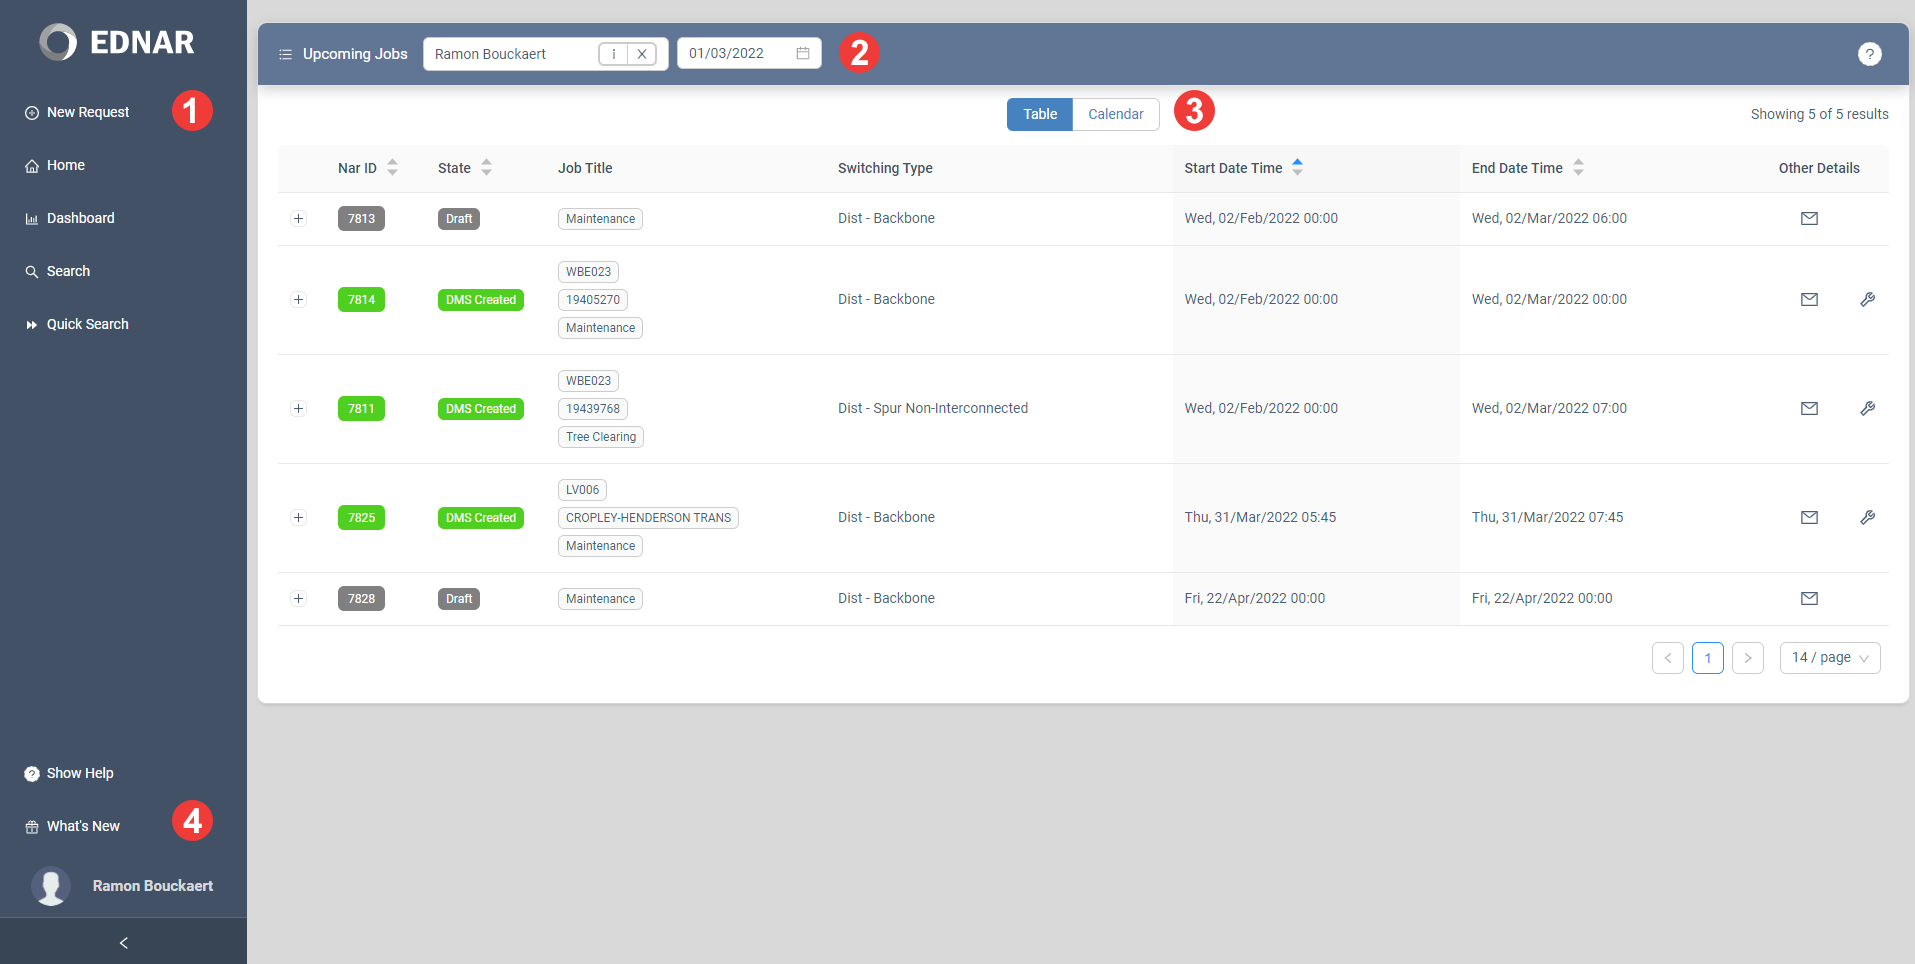 EDNAR
New Request
1
Home
Dashboard
Search
Quick Search
Show Help
What's New
4
Ramon Bouckaert
Upcoming Jobs Ramon Bouckaert i X 01/03/2022 2 ?
Table Calendar 3 Showing 5 of 5 results
Nar ID State Job Title Switching Type Start Date Time End Date Time Other Details
7813 Draft Maintenance Dist - Backbone Wed, 02/Feb/2022 00:00 Wed, 02/Mar/2022 06:00
WBE023
7814 DMS Created 19405270 Dist - Backbone Wed, 02/Feb/2022 00:00 Wed, 02/Mar/2022 00:00
Maintenance
WBE023
7811 DMS Created 19439768 Dist - Spur Non-Interconnected Wed, 02/Feb/2022 00:00 Wed, 02/Mar/2022 07:00
Tree Clearing
LV006
7825 DMS Created CROPLEY-HENDERSON TRANS Dist - Backbone Thu, 31/Mar/2022 05:45 Thu, 31/Mar/2022 07:45
Maintenance
7828 Draft Maintenance Dist - Backbone Fri, 22/Apr/2022 00:00 Fri, 22/Apr/2022 00:00
< 1 > 14 / page